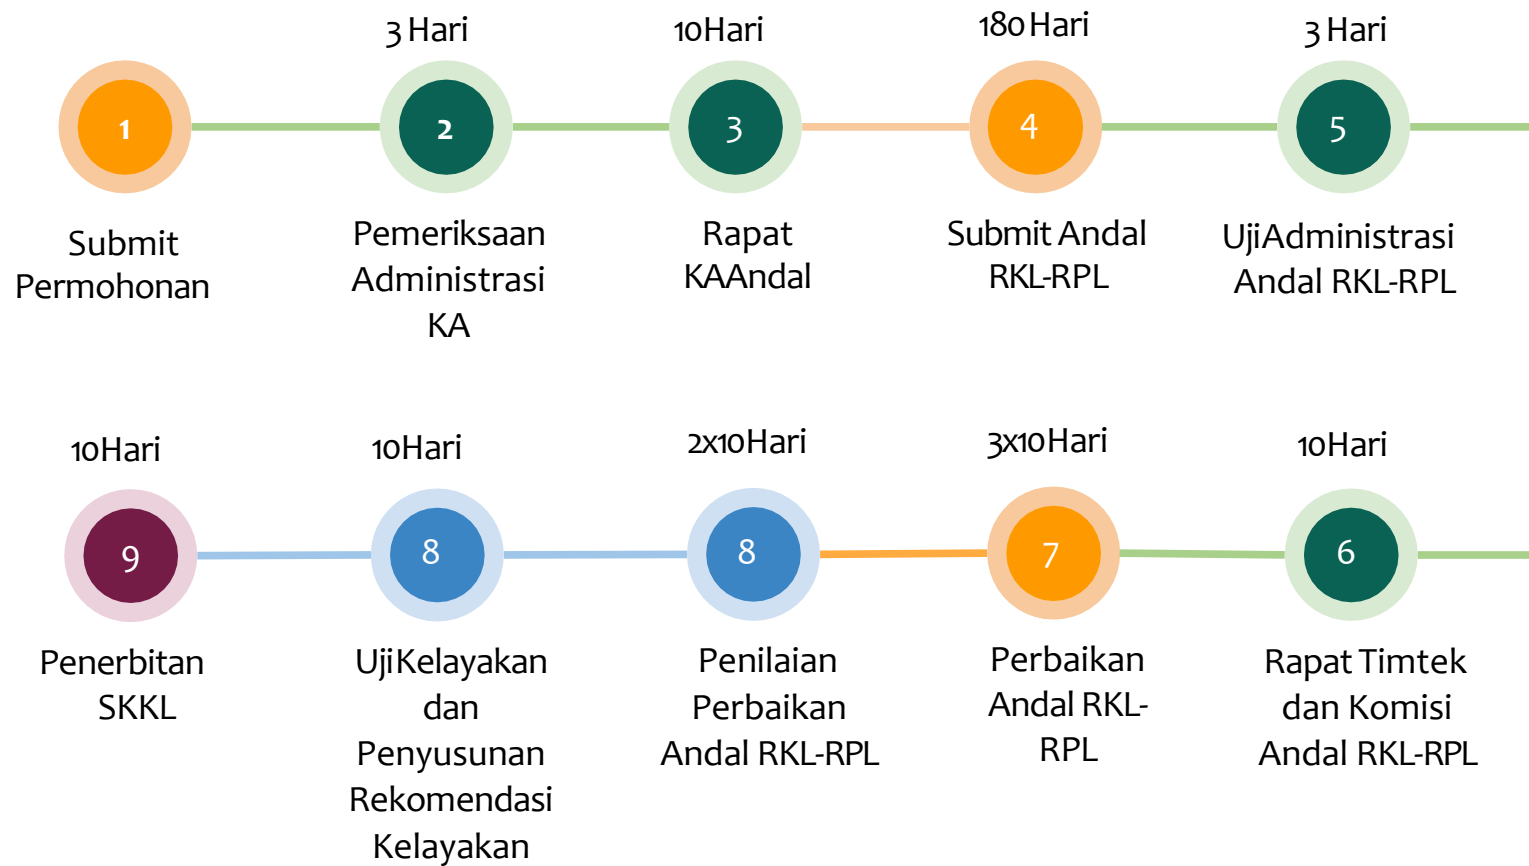 3 Hari
10Hari
180 Hari
3 Hari
1
2
3
4
5
Submit
Permohonan
Pemeriksaan
Administrasi
KA
Rapat
KAAndal
Submit Andal
RKL-RPL
UjiAdministrasi
Andal RKL-RPL
10Hari
10Hari
2x10Hari
3x10Hari
10Hari
9
8
8
7
6
Penerbitan
SKKL
UjiKelayakan
dan
Penyusunan
Rekomendasi
Kelayakan
Penilaian
Perbaikan
Andal RKL-RPL
Perbaikan
Andal RKL-
RPL
Rapat Timtek
dan Komisi
Andal RKL-RPL